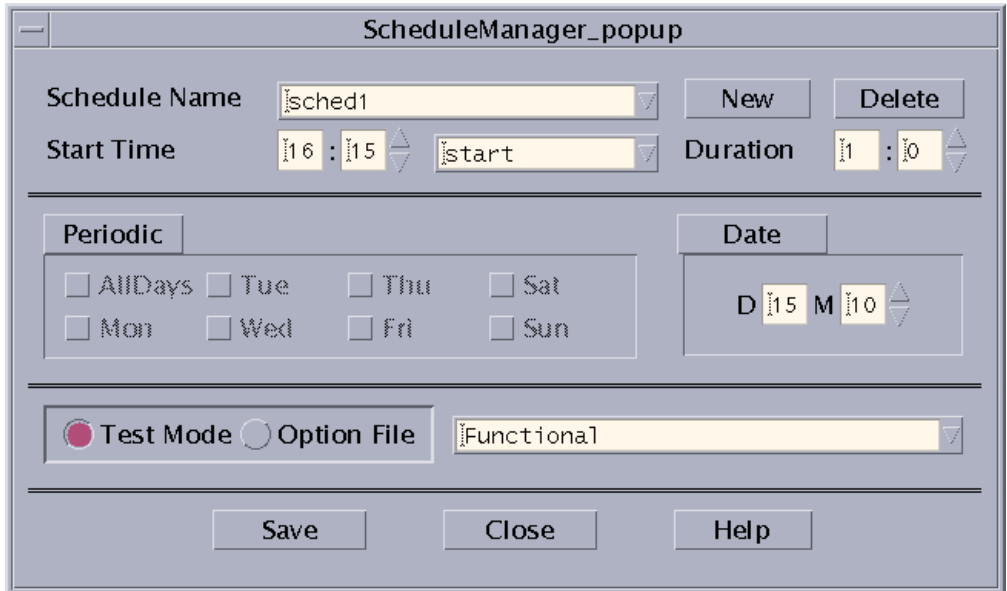 ScheduleManager_popup
Schedule Name sched1 New Delete
Start Time 16 : 15 start Duration 1 : 0
Periodic Date
AllDays Tue Thu Sat
D 15 M 10
Mon Wed Fri Sun
Test Mode Option File Functional
Save Close Help